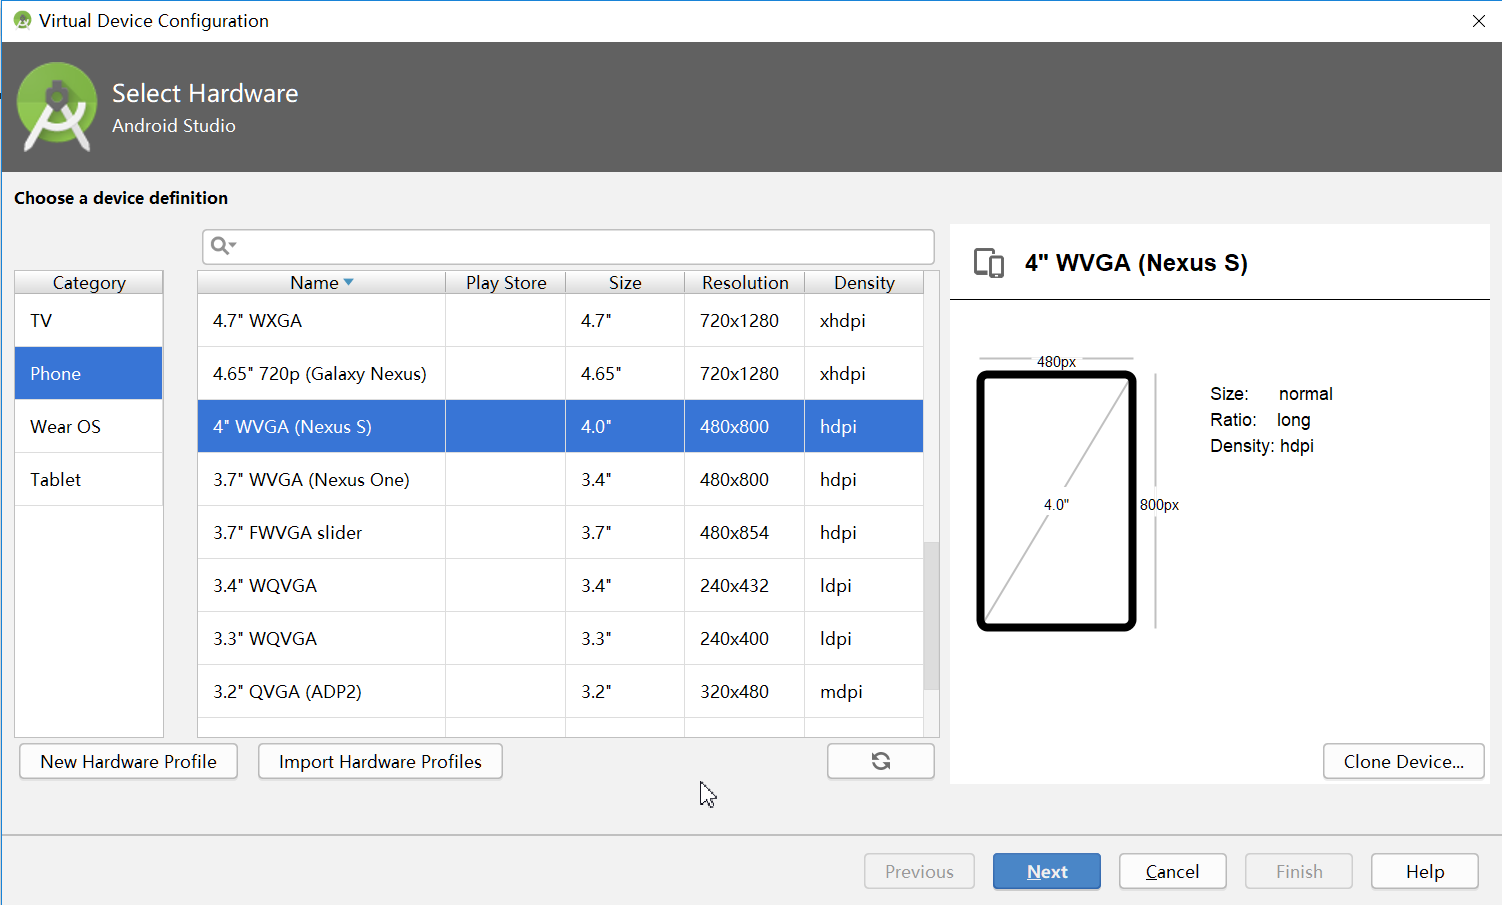 Virtual Device Configuration
Select Hardware
Android Studio
Choose a device definition
Category
TV
Phone
Wear OS
Tablet
Name Play Store Size Resolution Density
4.7" WXGA 4.7" 720x1280 xhdpi
4.65" 720p (Galaxy Nexus) 4.65" 720x1280 xhdpi
4" WVGA (Nexus S) 4.0" 480x800 hdpi
3.7" WVGA (Nexus One) 3.4" 480x800 hdpi
3.7" FWVGA slider 3.7" 480x854 hdpi
3.4" WQVGA 3.4" 240x432 ldpi
3.3" WQVGA 3.3" 240x400 ldpi
3.2" QVGA (ADP2) 3.2" 320x480 mdpi
4" WVGA (Nexus S)
480px
4.0"
800px
Size: normal
Ratio: long
Density: hdpi
New Hardware Profile
Import Hardware Profiles
Clone Device...
Previous
Next
Cancel
Finish
Help